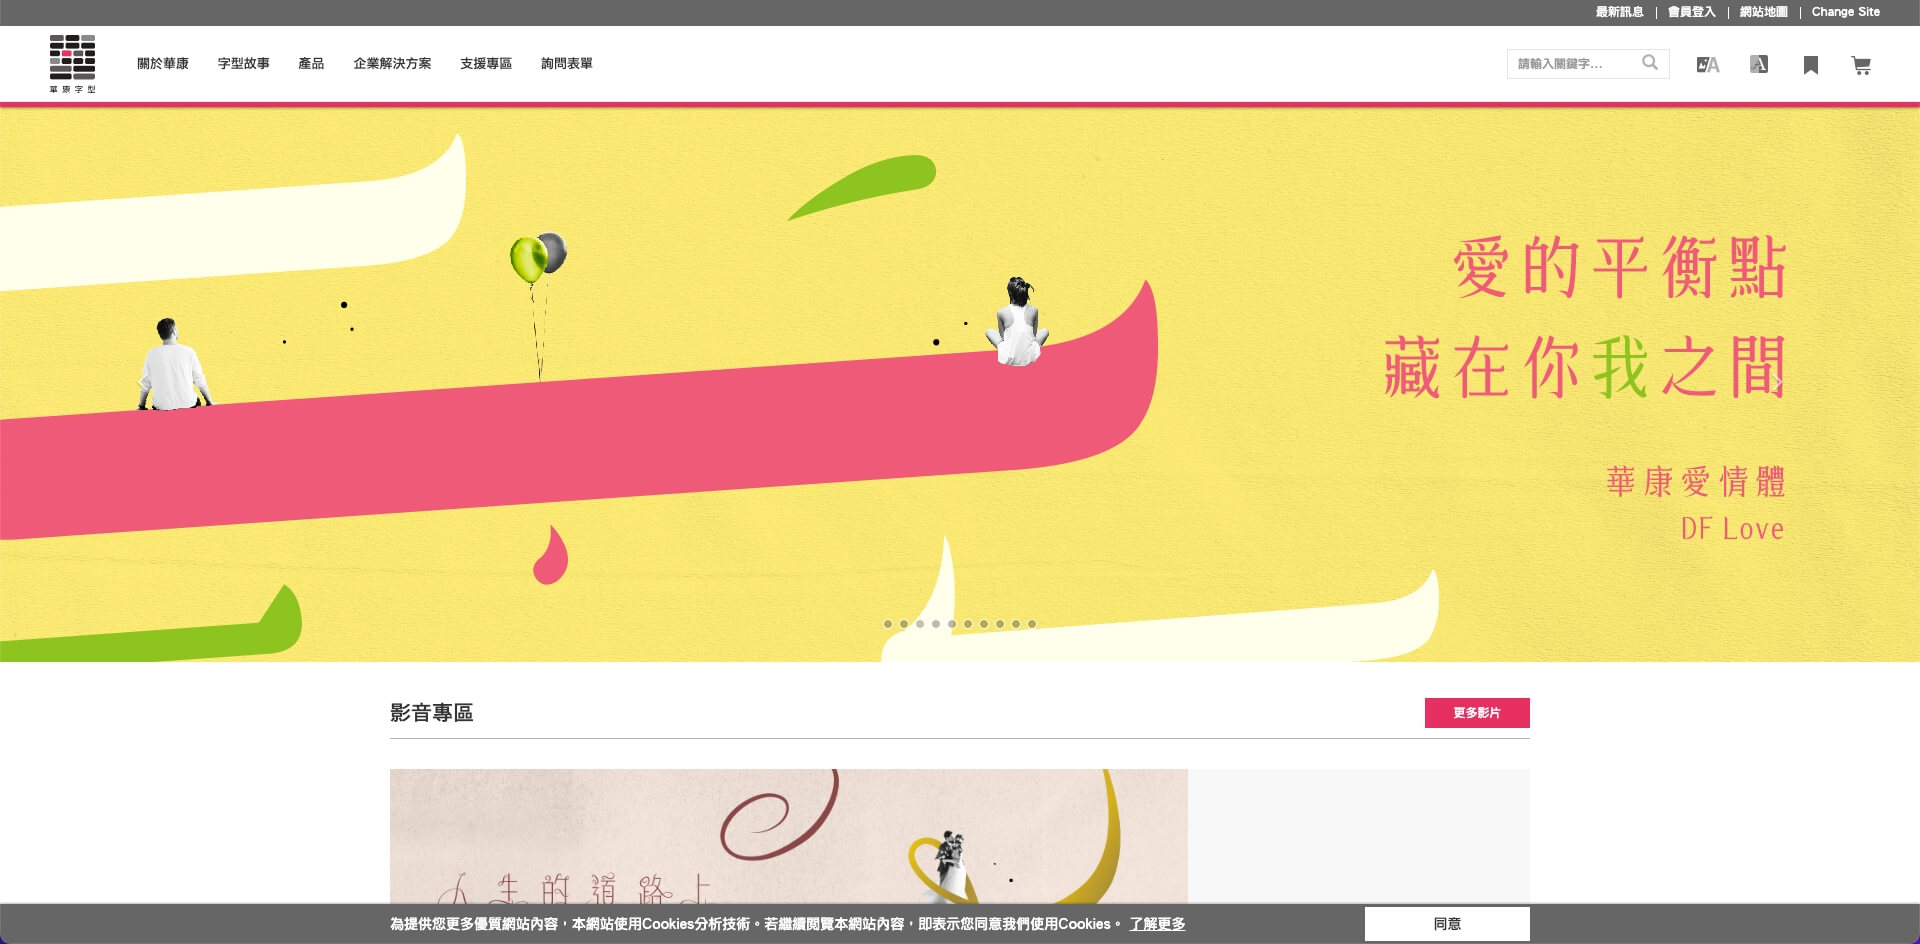 最新訊息 | 會員登入 | 網站地圖 | Change Site
華康字型
關於華康 字型故事 產品 企業解決方案 支援專區 詢問表單
請輸入關鍵字...
愛的平衡點
藏在你我之間
華康愛情體
DF Love
影音專區
更多影片
人生的道路上
為提供您更多優質網站內容，本網站使用Cookies分析技術。若繼續閱覽本網站內容，即表示您同意我們使用Cookies。 了解更多
同意